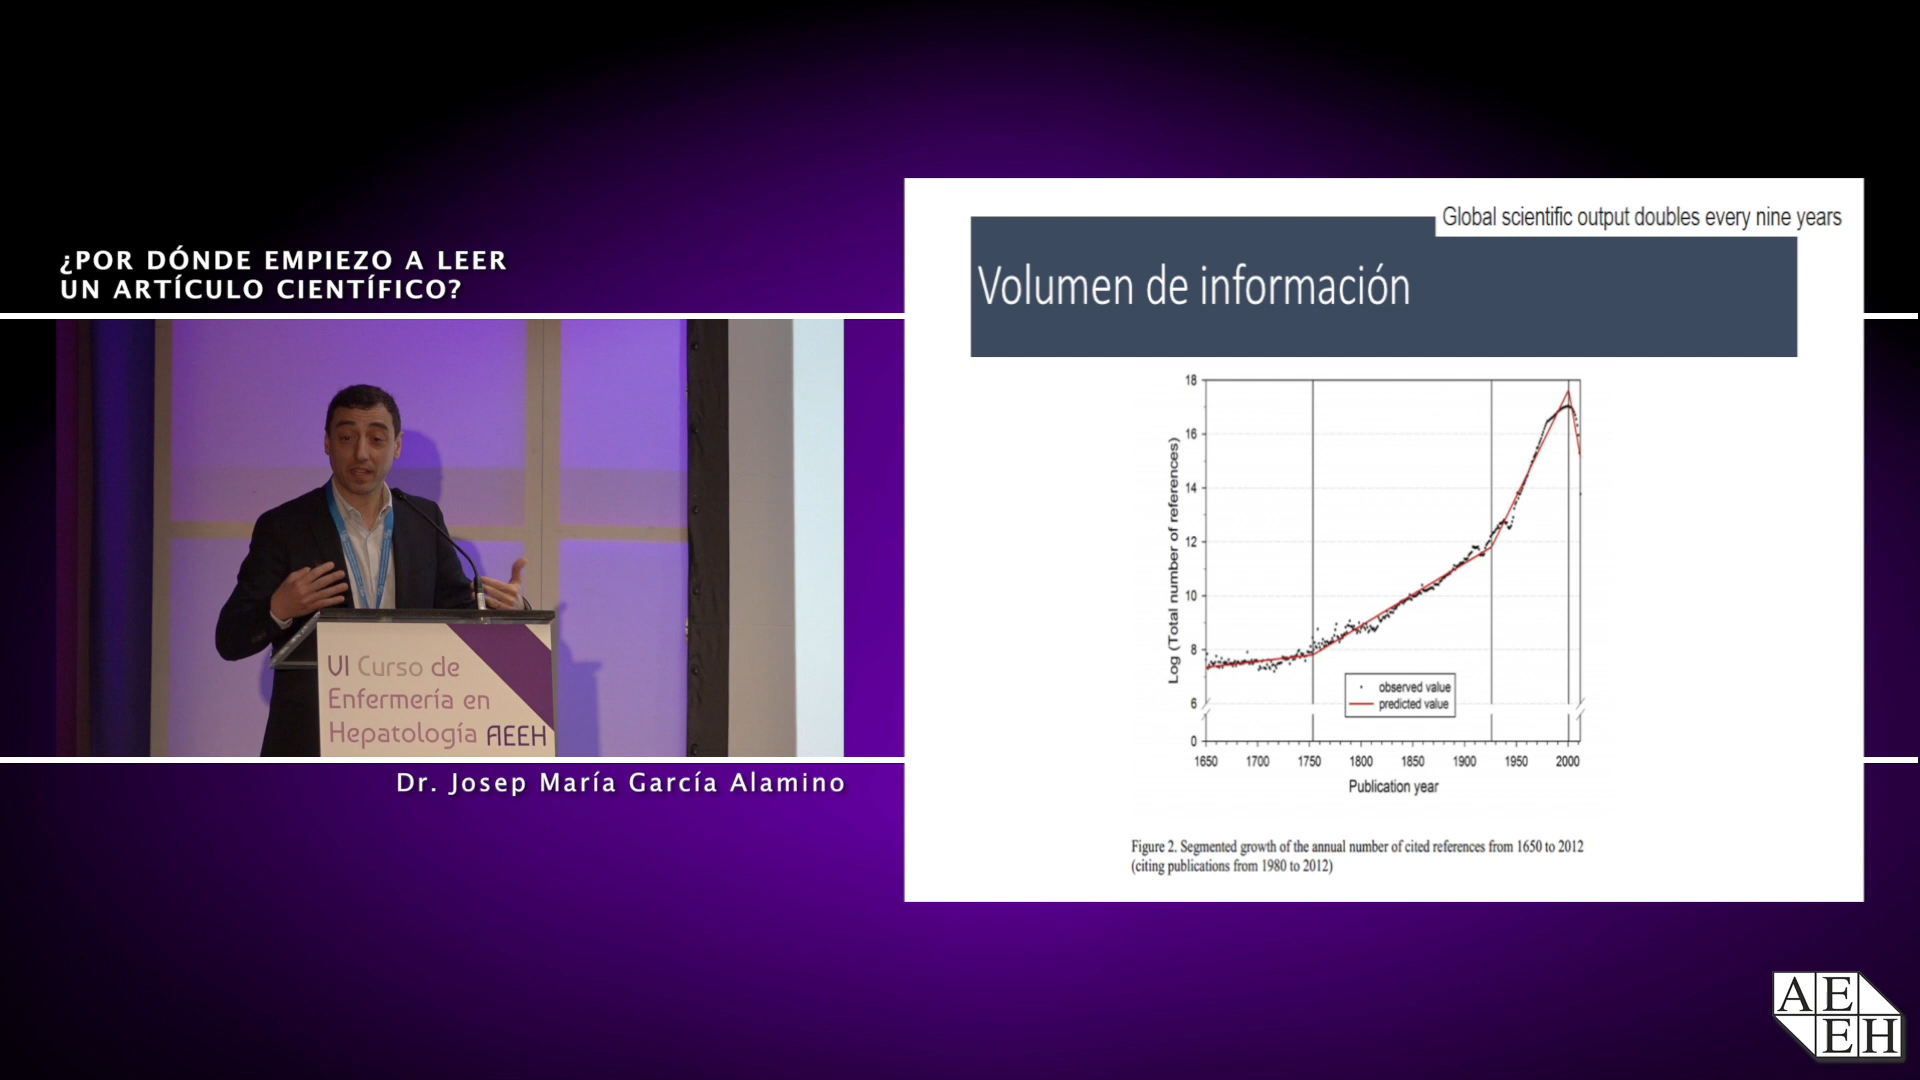 ¿POR DÓNDE EMPIEZO A LEER
UN ARTÍCULO CIENTÍFICO?
VI Curso de
Enfermería en
Hepatología AEEH
Dr. Josep María García Alamino
Global scientific output doubles every nine years
Volumen de información
18
16
14
12
10
8
6
0
Log (Total number of references)
observed value
predicted value
1650 1700 1750 1800 1850 1900 1950 2000
Publication year
Figure 2. Segmented growth of the annual number of cited references from 1650 to 2012
(citing publications from 1980 to 2012)
AE
EH